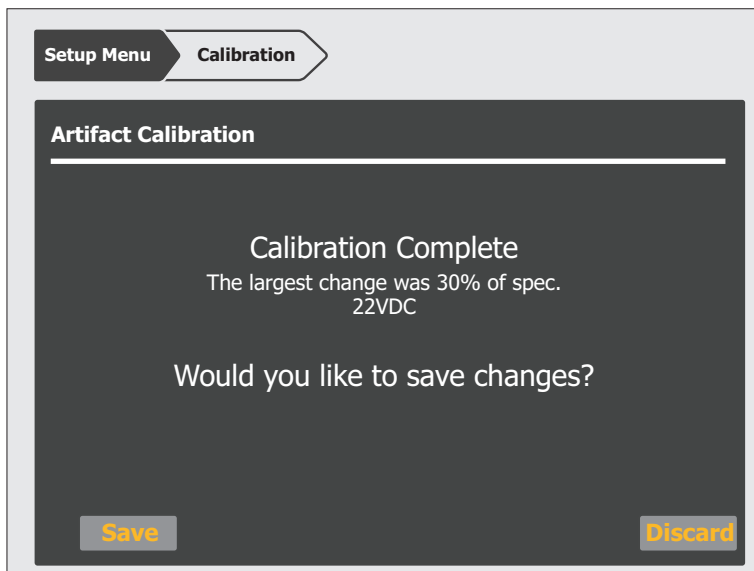 Setup Menu
Calibration
Artifact Calibration
Calibration Complete
The largest change was 30% of spec.
22VDC
Would you like to save changes?
Save
Discard